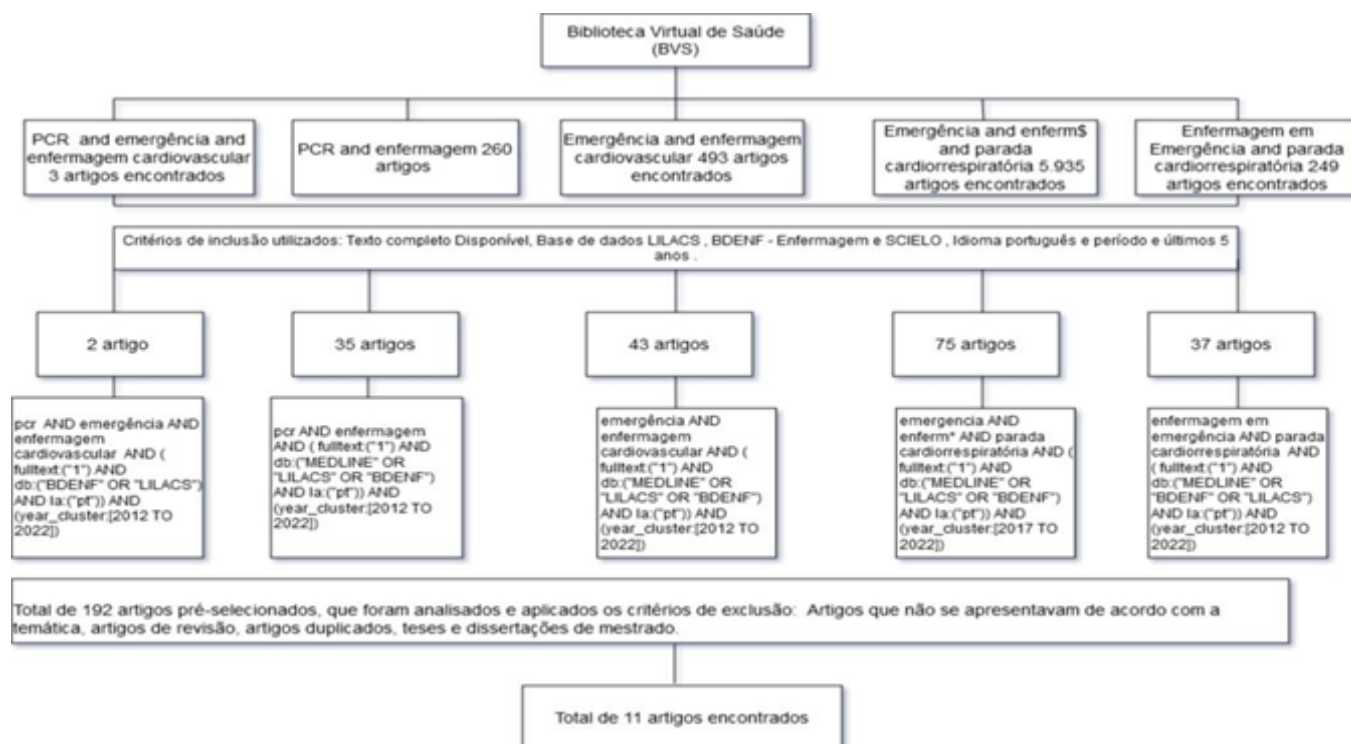 Biblioteca Virtual de Saúde
(BVS)
PCR and emergência and
enfermagem cardiovascular
3 artigos encontrados
PCR and enfermagem 260
artigos
Emergência and enfermagem
cardiovascular 493 artigos
encontrados
Emergência and enferm$
and parada
cardiorrespiratória 5.935
artigos encontrados
Enfermagem em
Emergência and parada
cardiorrespiratória 249
artigos encontrados
Critérios de inclusão utilizados: Texto completo Disponível, Base de dados LILACS , BDENF - Enfermagem e SCIELO , Idioma português e período e últimos 5
anos .
2 artigo
35 artigos
43 artigos
75 artigos
37 artigos
pcr AND emergência AND
enfermagem
cardiovascular AND (
fulltext:("1") AND
db:("BDENF" OR "LILACS")
AND la:("pt")) AND
(year_cluster:[2012 TO
2022])
pcr AND enfermagem
AND ( fulltext:("1") AND
db:("MEDLINE" OR
"LILACS" OR "BDENF")
AND la:("pt")) AND
(year_cluster:[2012 TO
2022])
emergência AND
enfermagem
cardiovascular AND (
fulltext:("1") AND
db:("MEDLINE" OR
"LILACS" OR "BDENF")
AND la:("pt")) AND
(year_cluster:[2012 TO
2022])
emergencia AND
enferm* AND parada
cardiorrespiratória AND (
fulltext:("1") AND
db:("MEDLINE" OR
"LILACS" OR "BDENF")
AND la:("pt")) AND
(year_cluster:[2017 TO
2022])
enfermagem em
emergência AND parada
cardiorrespiratória AND
( fulltext:("1") AND
db:("MEDLINE" OR
"BDENF" OR "LILACS")
AND la:("pt")) AND
(year_cluster:[2012 TO
2022])
Total de 192 artigos pré-selecionados, que foram analisados e aplicados os critérios de exclusão: Artigos que não se apresentavam de acordo com a
temática, artigos de revisão, artigos duplicados, teses e dissertações de mestrado.
Total de 11 artigos encontrados